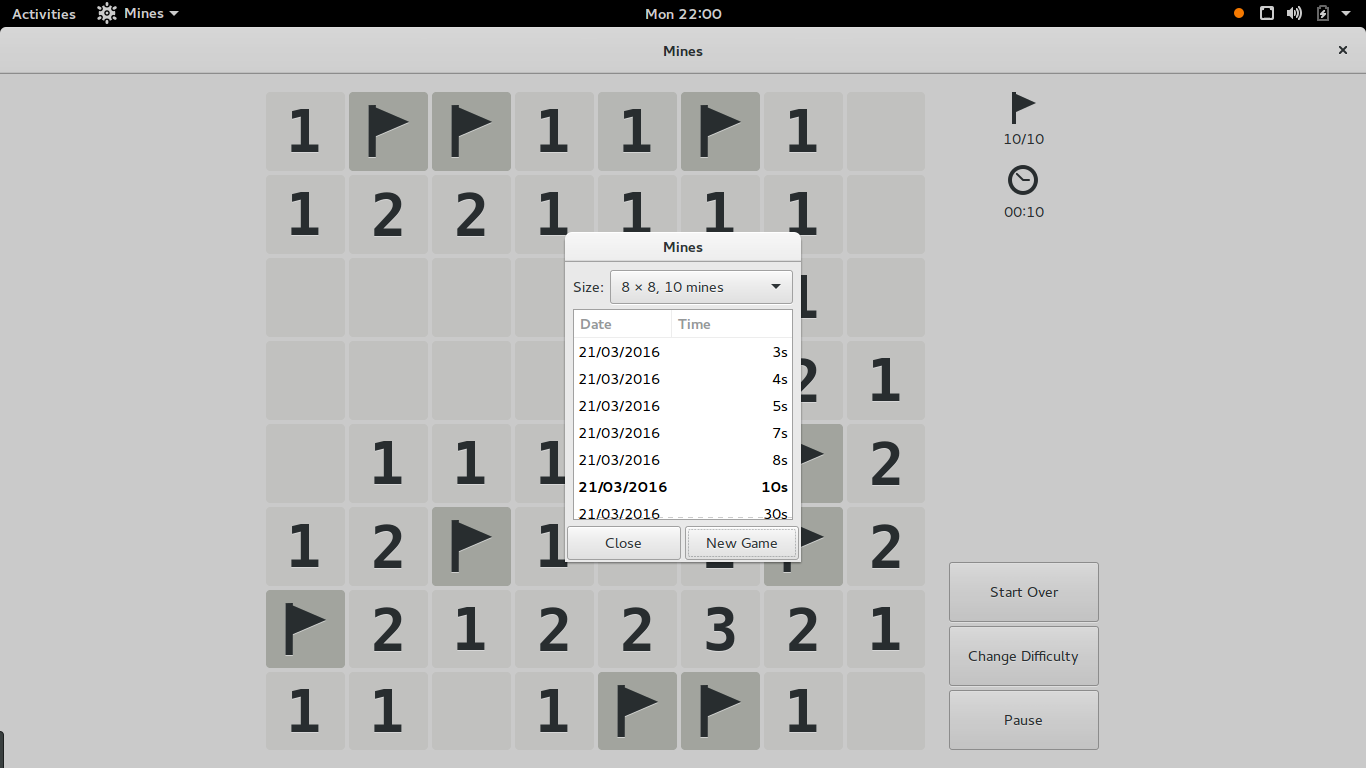 Activities Mines Mon 22:00
Mines
1 1 1 1
10/10
1 2 2 1 1 1 1
00:10
Mines
Size: 8 × 8, 10 mines
1
Date Time
21/03/2016 3s
2 1
21/03/2016 4s
21/03/2016 5s
21/03/2016 7s
1 1 1 2
21/03/2016 8s
21/03/2016 10s
21/03/2016 30s
1 2 1 2 2
Close New Game
Start Over
2 1 2 2 3 2 1
Change Difficulty
1 1 1 1
Pause